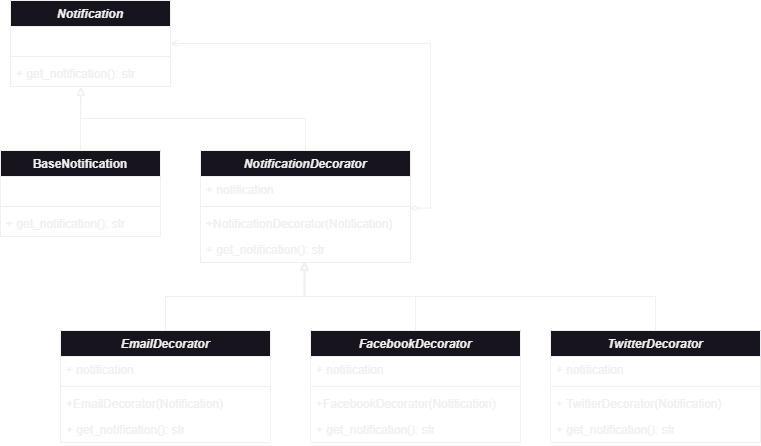 Notification
+ get_notification(): str
BaseNotification
+ get_notification(): str
NotificationDecorator
+ notification
+NotificationDecorator(Notification)
+ get_notification(): str
EmailDecorator
+ notification
+EmailDecorator(Notification)
+ get_notification(): str
FacebookDecorator
+ notification
+FacebookDecorator(Notification)
+ get_notification(): str
TwitterDecorator
+ notification
+ TwitterDecorator(Notification)
+ get_notification(): str